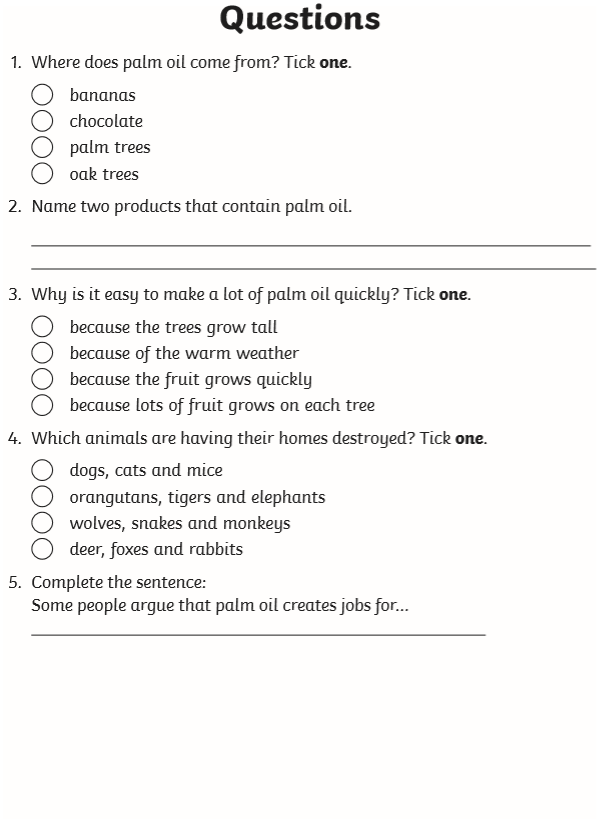 Questions
1. Where does palm oil come from? Tick one.
bananas
chocolate
palm trees
oak trees
2. Name two products that contain palm oil.
3. Why is it easy to make a lot of palm oil quickly? Tick one.
because the trees grow tall
because of the warm weather
because the fruit grows quickly
because lots of fruit grows on each tree
4. Which animals are having their homes destroyed? Tick one.
dogs, cats and mice
orangutans, tigers and elephants
wolves, snakes and monkeys
deer, foxes and rabbits
5. Complete the sentence:
Some people argue that palm oil creates jobs for...